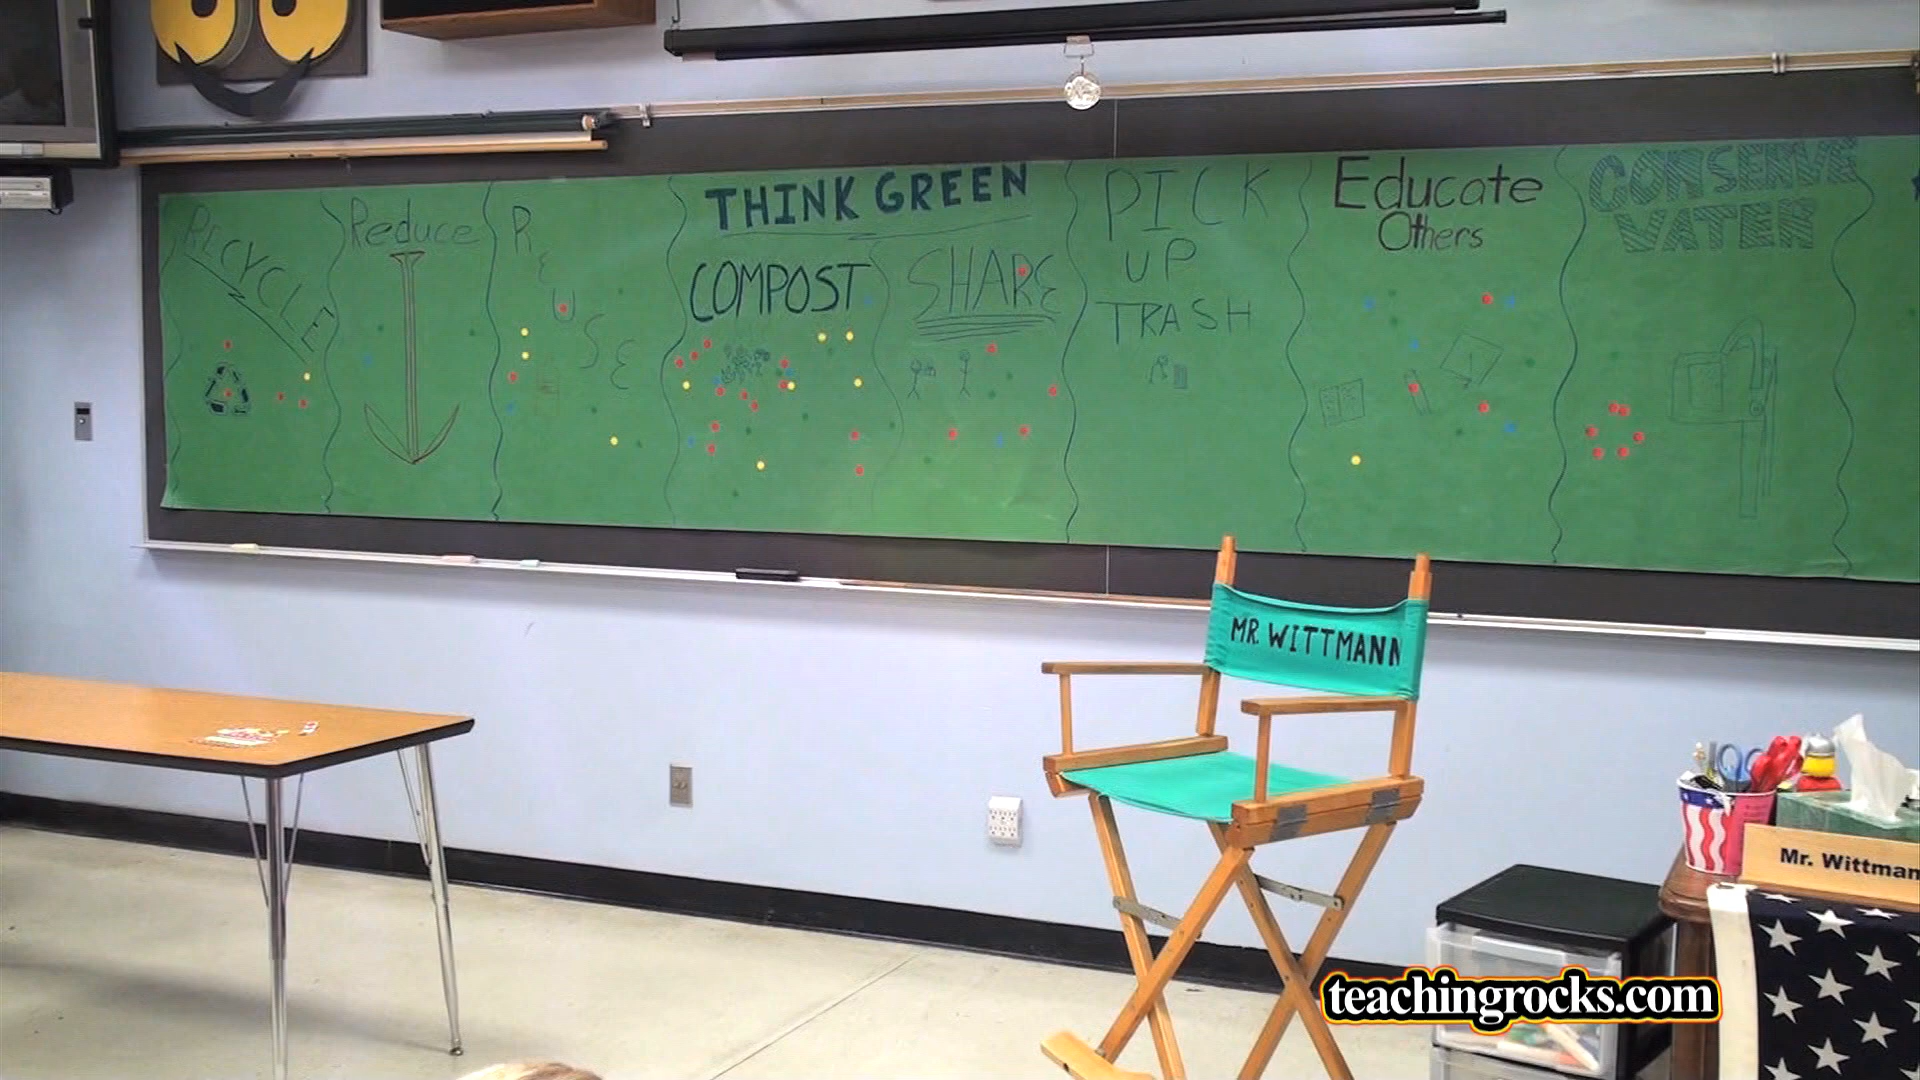 THINK GREEN
RECYCLE
Reduce
REUSE
COMPOST
SHARE
PICK
UP
TRASH
Educate
Others
CONSERVE
WATER
MR. WITTMANN
Mr. Wittmann
teachingrocks.com